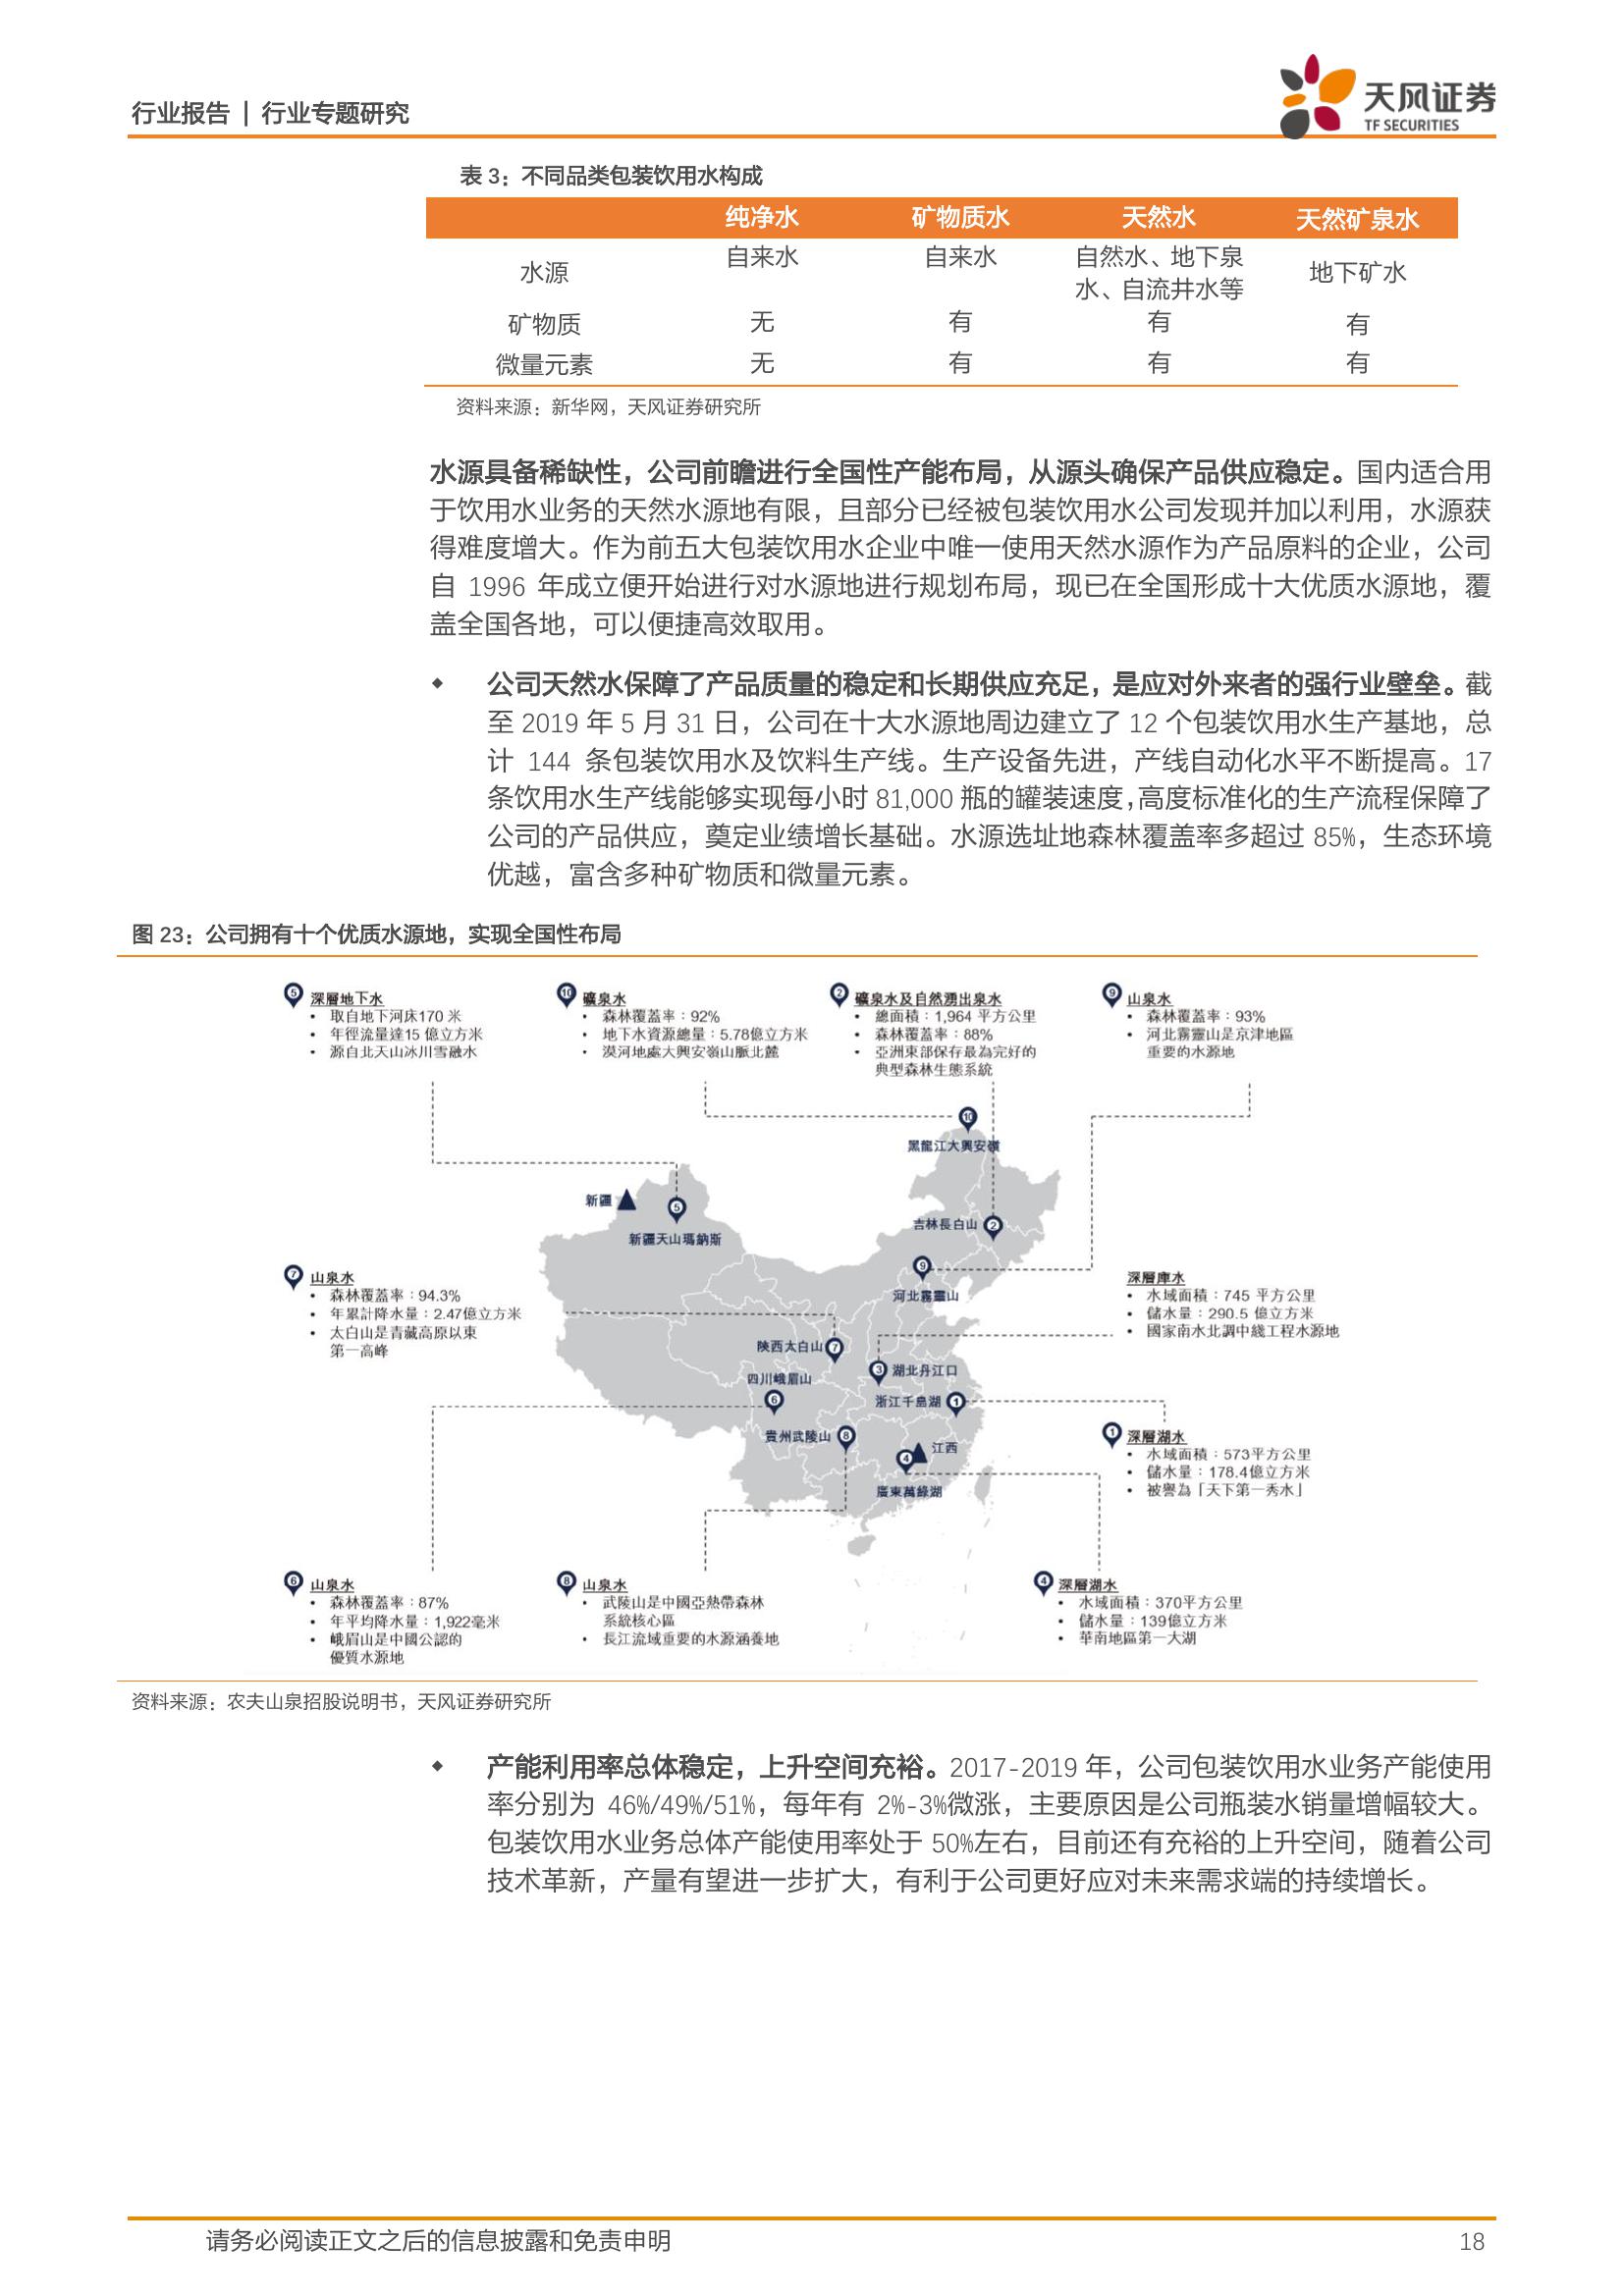 行业报告 | 行业专题研究
天风证券
TF SECURITIES
表 3：不同品类包装饮用水构成
纯净水 矿物质水 天然水 天然矿泉水
水源 自来水 自来水 自然水、地下泉水、自流井水等 地下矿水
矿物质 无 有 有 有
微量元素 无 有 有 有
资料来源：新华网，天风证券研究所
水源具备稀缺性，公司前瞻进行全国性产能布局，从源头确保产品供应稳定。国内适合用
于饮用水业务的天然水源地有限，且部分已经被包装饮用水公司发现并加以利用，水源获
得难度增大。作为前五大包装饮用水企业中唯一使用天然水源作为产品原料的企业，公司
自 1996 年成立便开始进行对水源地进行规划布局，现已在全国形成十大优质水源地，覆
盖全国各地，可以便捷高效取用。
◆ 公司天然水保障了产品质量的稳定和长期供应充足，是应对外来者的强行业壁垒。截
至 2019 年 5 月 31 日，公司在十大水源地周边建立了 12 个包装饮用水生产基地，总
计 144 条包装饮用水及饮料生产线。生产设备先进，产线自动化水平不断提高。17
条饮用水生产线能够实现每小时 81,000 瓶的罐装速度，高度标准化的生产流程保障了
公司的产品供应，奠定业绩增长基础。水源选址地森林覆盖率多超过 85%，生态环境
优越，富含多种矿物质和微量元素。
图 23：公司拥有十个优质水源地，实现全国性布局
5 深層地下水
• 取自地下河床170 米
• 年徑流量達15 億立方米
• 源自北天山冰川雪融水
10 礦泉水
• 森林覆蓋率：92%
• 地下水資源總量：5.78億立方米
• 漠河地處大興安嶺山脈北麓
2 礦泉水及自然湧出泉水
• 總面積：1,964 平方公里
• 森林覆蓋率：88%
• 亞洲東部保存最為完好的
典型森林生態系統
9 山泉水
• 森林覆蓋率：93%
• 河北霧靈山是京津地區
重要的水源地
10
黑龍江大興安嶺
新疆
5
新疆天山瑪納斯
吉林長白山 2
9
河北霧靈山
7 山泉水
• 森林覆蓋率：94.3%
• 年累計降水量：2.47億立方米
• 太白山是青藏高原以東
第一高峰
深層庫水
• 水域面積：745 平方公里
• 儲水量：290.5 億立方米
• 國家南水北調中綫工程水源地
陝西太白山 7
3 湖北丹江口
四川峨眉山
6
浙江千島湖 1
貴州武陵山 8
江西
4
廣東萬綠湖
1 深層湖水
• 水域面積：573平方公里
• 儲水量：178.4億立方米
• 被譽為「天下第一秀水」
6 山泉水
• 森林覆蓋率：87%
• 年平均降水量：1,922毫米
• 峨眉山是中國公認的
優質水源地
8 山泉水
• 武陵山是中國亞熱帶森林
系統核心區
• 長江流域重要的水源涵養地
4 深層湖水
• 水域面積：370平方公里
• 儲水量：139億立方米
• 華南地區第一大湖
资料来源：农夫山泉招股说明书，天风证券研究所
◆ 产能利用率总体稳定，上升空间充裕。2017-2019 年，公司包装饮用水业务产能使用
率分别为 46%/49%/51%，每年有 2%-3%微涨，主要原因是公司瓶装水销量增幅较大。
包装饮用水业务总体产能使用率处于 50%左右，目前还有充裕的上升空间，随着公司
技术革新，产量有望进一步扩大，有利于公司更好应对未来需求端的持续增长。
请务必阅读正文之后的信息披露和免责申明 18